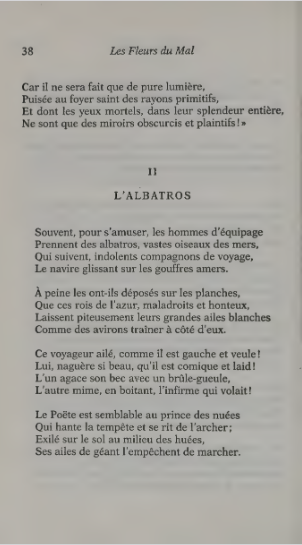 38
Les Fleurs du Mal
Car il ne sera fait que de pure lumière,
Puisée au foyer saint des rayons primitifs,
Et dont les yeux mortels, dans leur splendeur entière,
Ne sont que des miroirs obscurcis et plaintifs ! »
II
L'ALBATROS
Souvent, pour s'amuser, les hommes d'équipage
Prennent des albatros, vastes oiseaux des mers,
Qui suivent, indolents compagnons de voyage,
Le navire glissant sur les gouffres amers.
À peine les ont-ils déposés sur les planches,
Que ces rois de l'azur, maladroits et honteux,
Laissent piteusement leurs grandes ailes blanches
Comme des avirons traîner à côté d'eux.
Ce voyageur ailé, comme il est gauche et veule !
Lui, naguère si beau, qu'il est comique et laid !
L'un agace son bec avec un brûle-gueule,
L'autre mime, en boitant, l'infirme qui volait !
Le Poëte est semblable au prince des nuées
Qui hante la tempête et se rit de l'archer ;
Exilé sur le sol au milieu des huées,
Ses ailes de géant l'empêchent de marcher.